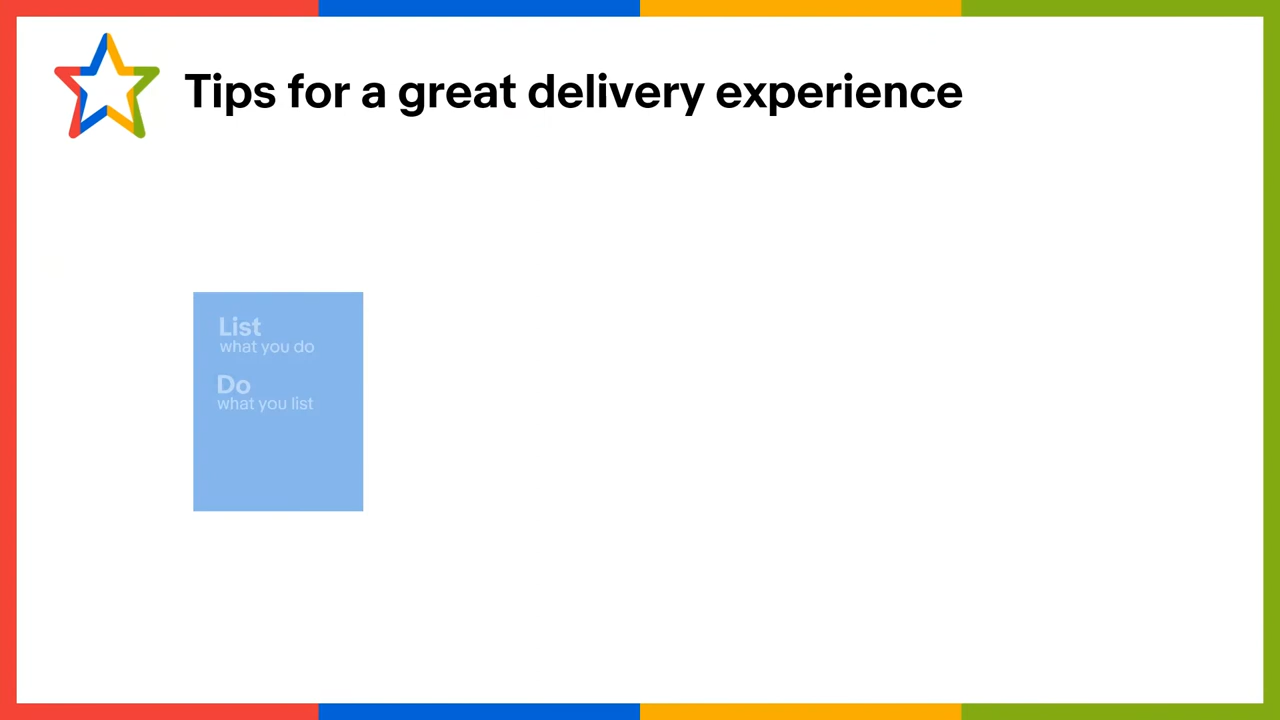 Tips for a great delivery experience
List
what you do
Do
what you list